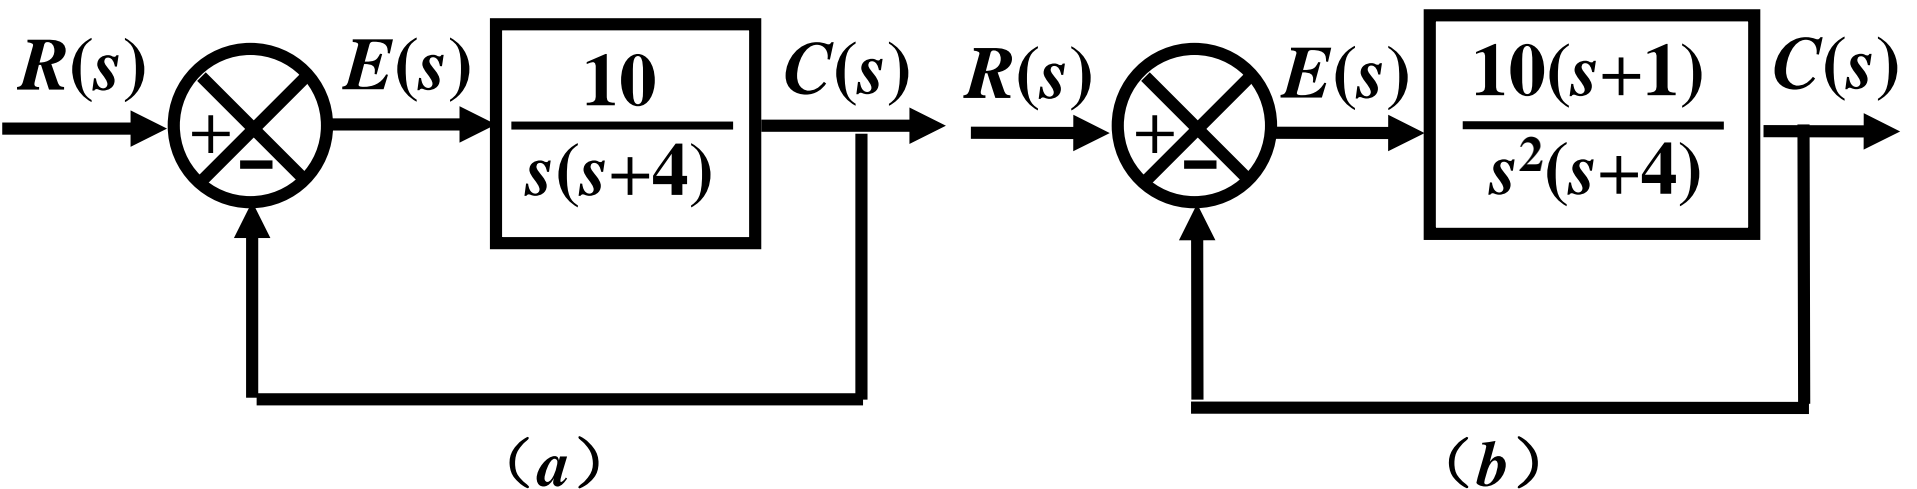 R(s) + − E(s) 10 C(s)
s(s+4)
(a)
R(s) + − E(s) 10(s+1) C(s)
s²(s+4)
(b)